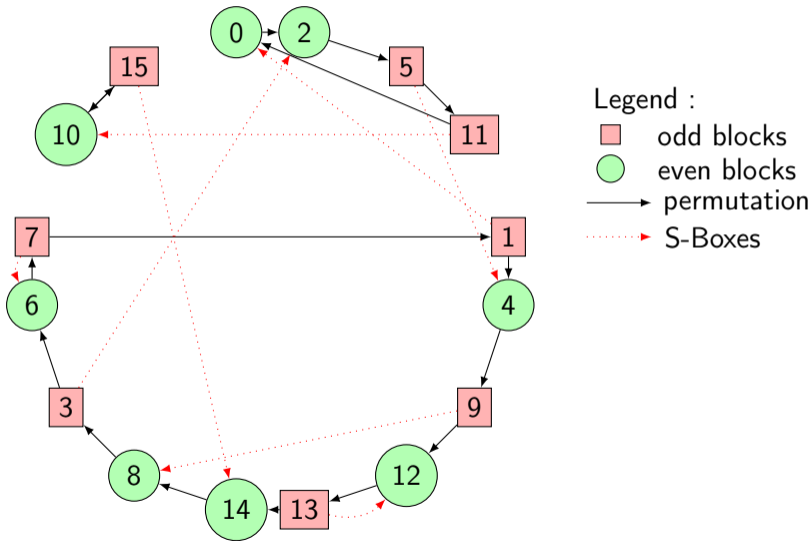 0 2
15 5
10 11
Legend :
odd blocks
even blocks
permutation
S-Boxes
7 1
6 4
3 9
8 12
14 13